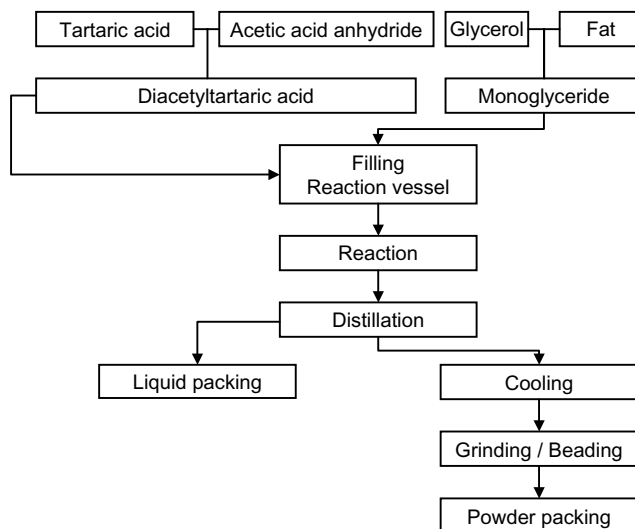 Tartaric acid
Acetic acid anhydride
Glycerol
Fat
Diacetyltartaric acid
Monoglyceride
Filling
Reaction vessel
Reaction
Distillation
Liquid packing
Cooling
Grinding / Beading
Powder packing